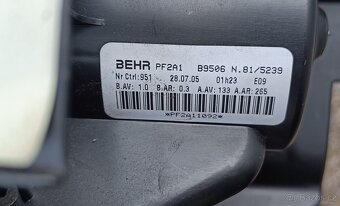 BEHR PF2A1 B9506 N.81/5239
Nr Ctrl:951 28.07.05 01h23 E09
B.AV: 1.0 B.AR: 0.3 A.AV: 133 A.AR: 265
*PF2A11092*